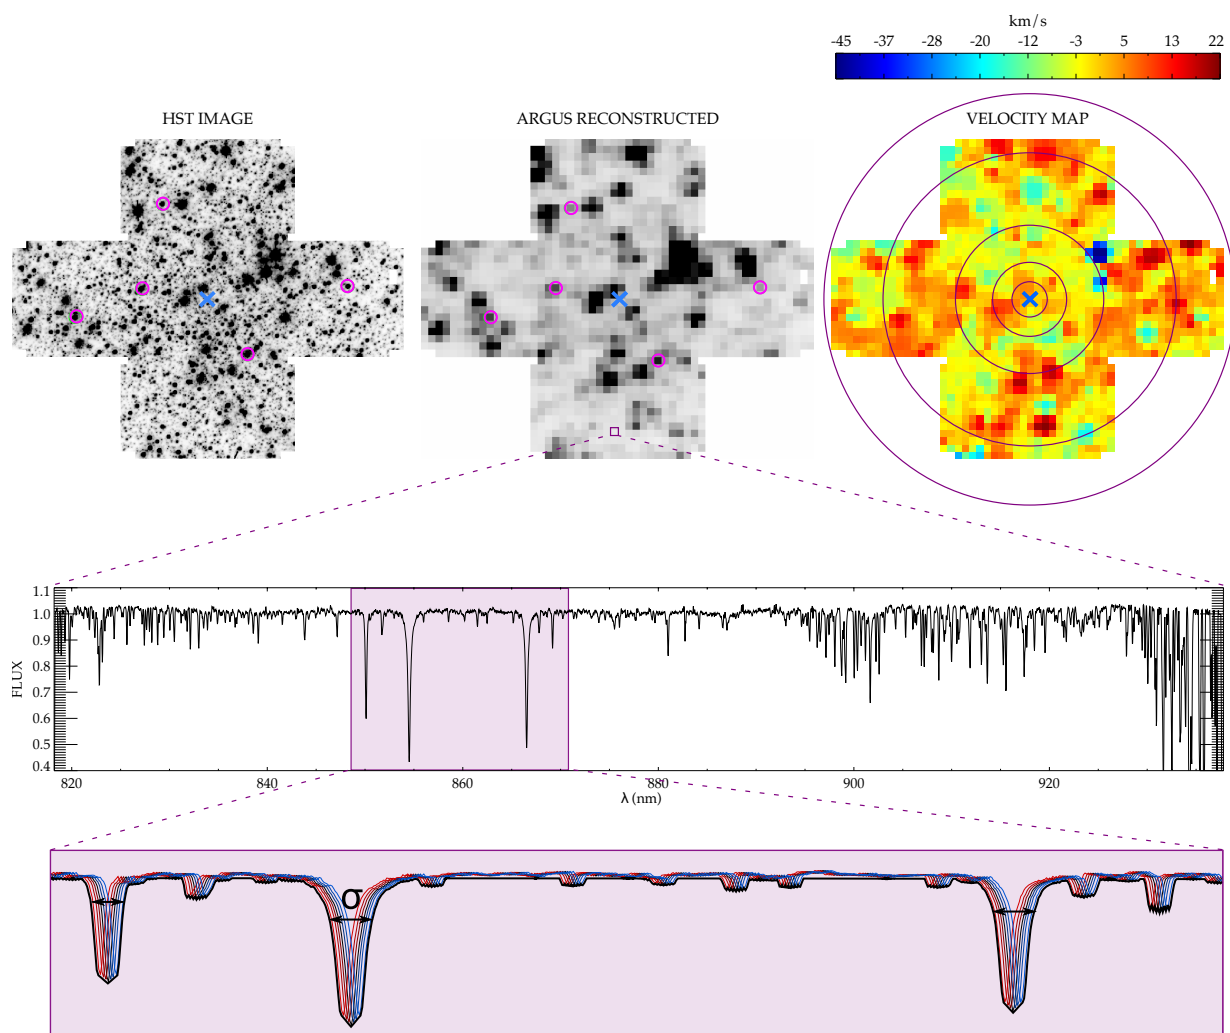 km/s
-45 -37 -28 -20 -12 -3 5 13 22
HST IMAGE
ARGUS RECONSTRUCTED
VELOCITY MAP
1.1
1.0
0.9
0.8
0.7
0.6
0.5
0.4
FLUX
820 840 860 880 900 920
λ (nm)
σ